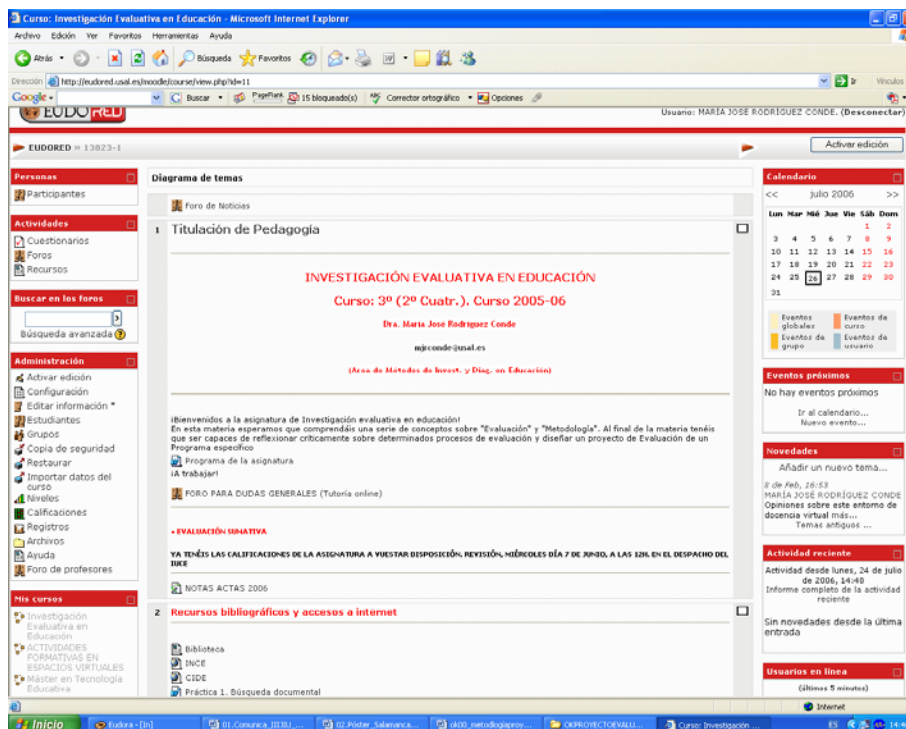 Curso: Investigación Evaluativa en Educación - Microsoft Internet Explorer
Archivo Edición Ver Favoritos Herramientas Ayuda
Atrás Búsqueda Favoritos
Dirección http://eudored.usal.es/moodle/course/view.php?id=11 Ir Vínculos
Google Buscar PageRank 15 bloqueado(s) Corrector ortográfico Opciones
EUDORED Usuario: MARÍA JOSÉ RODRÍGUEZ CONDE. (Desconectar)
EUDORED » 13823-1 Activar edición
Personas
Participantes
Actividades
Cuestionarios
Foros
Recursos
Buscar en los foros
Búsqueda avanzada
Administración
Activar edición
Configuración
Editar información *
Estudiantes
Grupos
Copia de seguridad
Restaurar
Importar datos del
curso
Niveles
Calificaciones
Registros
Archivos
Ayuda
Foro de profesores
Mis cursos
Investigación
Evaluativa en
Educación
ACTIVIDADES
FORMATIVAS EN
ESPACIOS VIRTUALES
Máster en Tecnología
Educativa
Diagrama de temas
Foro de Noticias
1 Titulación de Pedagogía
INVESTIGACIÓN EVALUATIVA EN EDUCACIÓN
Curso: 3º (2º Cuatr.). Curso 2005-06
Dra. María José Rodríguez Conde
mjrconde@usal.es
(Area de Métodos de Invest. y Diag. en Educación)
¡Bienvenidos a la asignatura de Investigación evaluativa en educación!
En esta materia esperamos que comprendáis una serie de conceptos sobre "Evaluación" y "Metodología". Al final de la materia tenéis
que ser capaces de reflexionar críticamente sobre determinados procesos de evaluación y diseñar un proyecto de Evaluación de un
Programa específico
Programa de la asignatura
¡A trabajar!
FORO PARA DUDAS GENERALES (Tutoría online)
• EVALUACIÓN SUMATIVA
YA TENÉIS LAS CALIFICACIONES DE LA ASIGNATURA A VUESTAR DISPOSICIÓN. REVISIÓN, MIÉRCOLES DÍA 7 DE JUNIO, A LAS 12H. EN EL DESPACHO DEL
IUCE
NOTAS ACTAS 2006
2 Recursos bibliográficos y accesos a internet
Biblioteca
INCE
CIDE
Práctica 1. Búsqueda documental
Calendario
<< julio 2006 >>
Lun Mar Mié Jue Vie Sáb Dom
1 2
3 4 5 6 7 8 9
10 11 12 13 14 15 16
17 18 19 20 21 22 23
24 25 26 27 28 29 30
31
Eventos globales Eventos de curso
Eventos de grupo Eventos de usuario
Eventos próximos
No hay eventos próximos
Ir al calendario...
Nuevo evento...
Novedades
Añadir un nuevo tema...
8 de Feb, 16:53
MARÍA JOSÉ RODRÍGUEZ CONDE
Opiniones sobre este entorno de
docencia virtual más...
Temas antiguos ...
Actividad reciente
Actividad desde lunes, 24 de julio
de 2006, 14:40
Informe completo de la actividad
reciente
Sin novedades desde la última
entrada
Usuarios en línea
(últimos 5 minutos)
Internet
Inicio Eudora - [In] 01.Comunica_IIIJU... 02.Póster_Salamanca... ok00_metodologiaproy... OKPROYECTOEVALU... Curso: Investigación ... ES